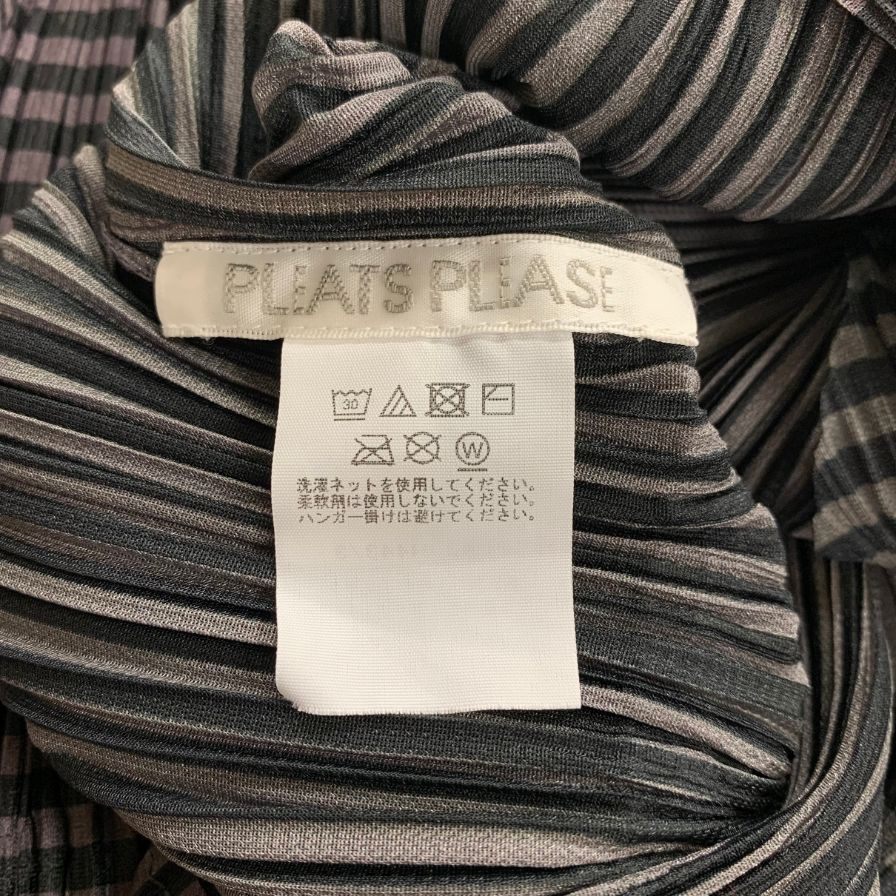 PLEATS PLEASE
30
W
洗濯ネットを使用してください。
柔軟剤は使用しないでください。
ハンガー掛けは避けてください。